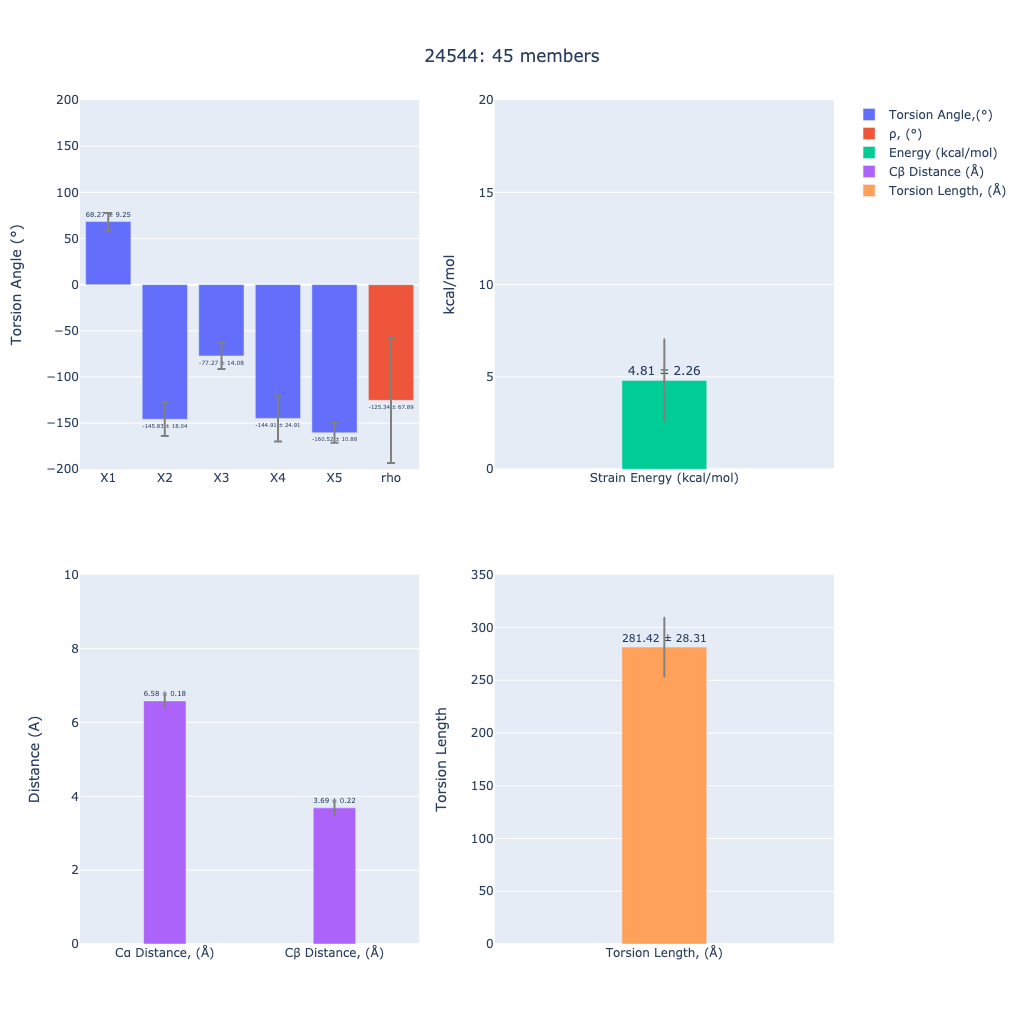 24544: 45 members
200
150
100
50
0
−50
−100
−150
−200
Torsion Angle (°)
68.27 ± 9.25
-145.83 ± 18.04
-77.27 ± 14.08
-144.91 ± 24.91
-160.52 ± 10.88
-125.34 ± 67.89
X1 X2 X3 X4 X5 rho
20
15
10
5
0
kcal/mol
4.81 ± 2.26
Strain Energy (kcal/mol)
Torsion Angle,(°)
ρ, (°)
Energy (kcal/mol)
Cβ Distance (Å)
Torsion Length, (Å)
10
8
6
4
2
0
Distance (A)
6.58 ± 0.18
3.69 ± 0.22
Cα Distance, (Å) Cβ Distance, (Å)
350
300
250
200
150
100
50
0
Torsion Length
281.42 ± 28.31
Torsion Length, (Å)